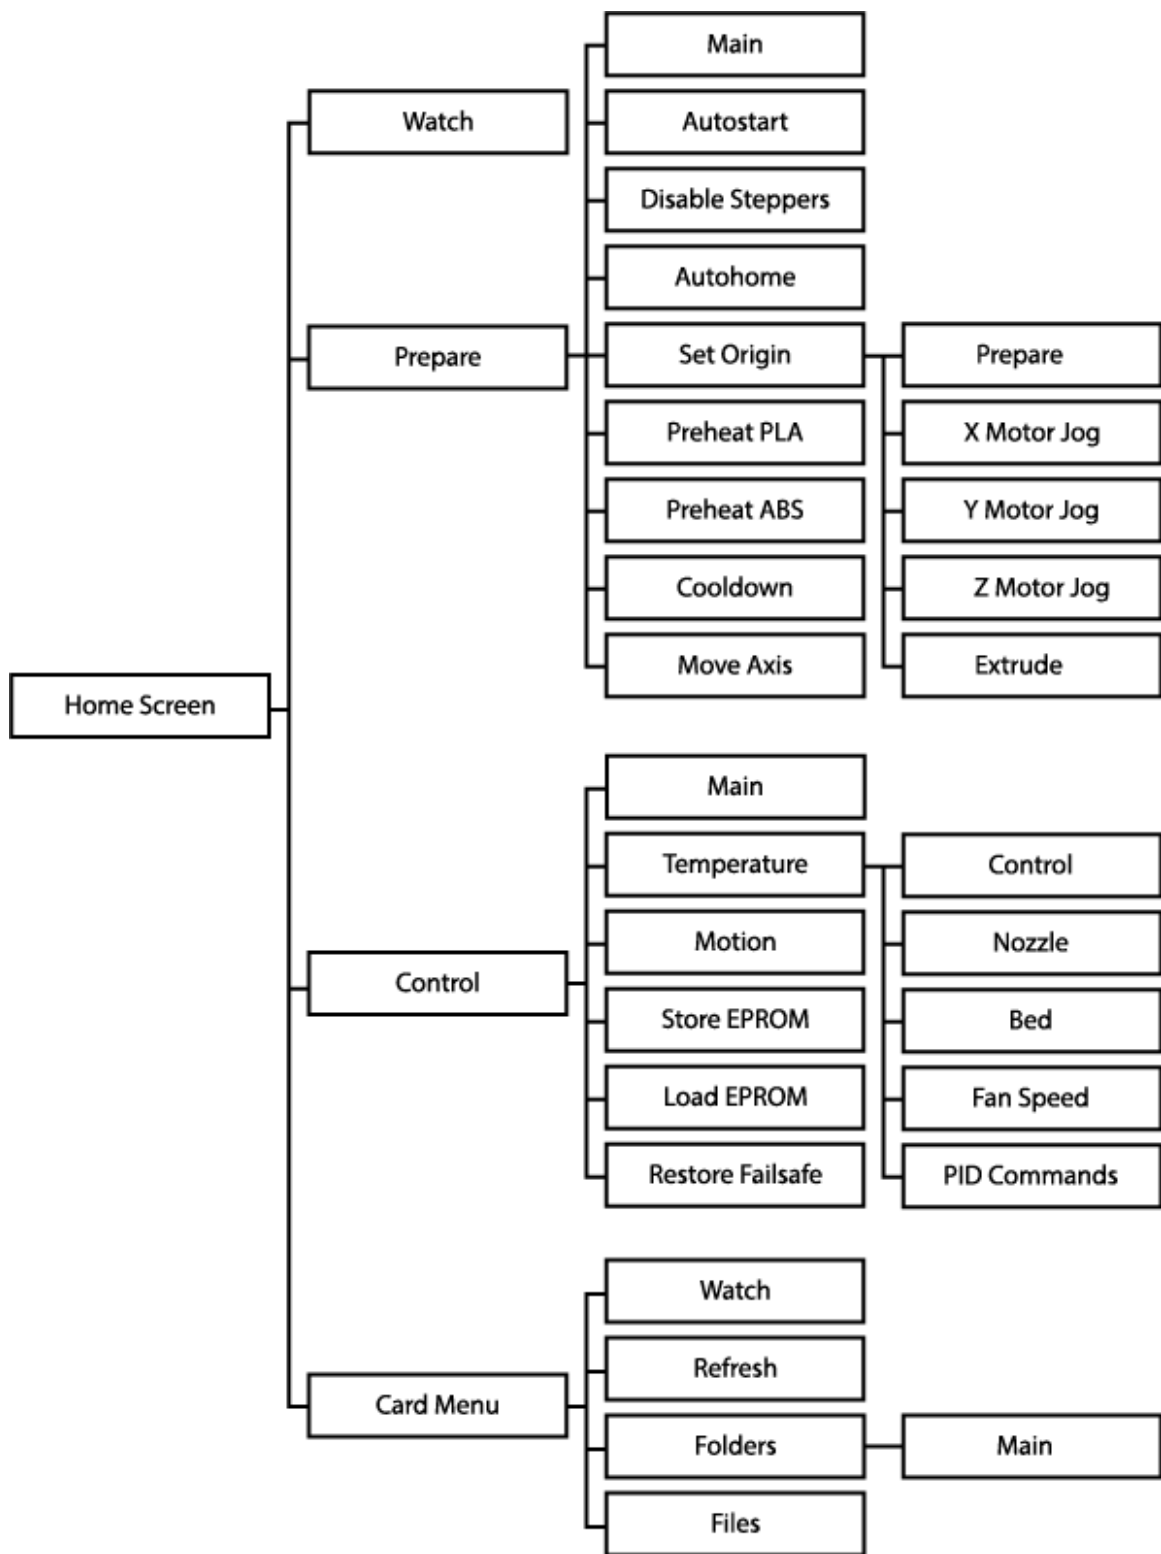 Main
Watch
Autostart
Disable Steppers
Autohome
Prepare
Set Origin
Prepare
Preheat PLA
X Motor Jog
Preheat ABS
Y Motor Jog
Cooldown
Z Motor Jog
Move Axis
Extrude
Home Screen
Main
Temperature
Control
Motion
Nozzle
Control
Store EPROM
Bed
Load EPROM
Fan Speed
Restore Failsafe
PID Commands
Watch
Refresh
Card Menu
Folders
Main
Files